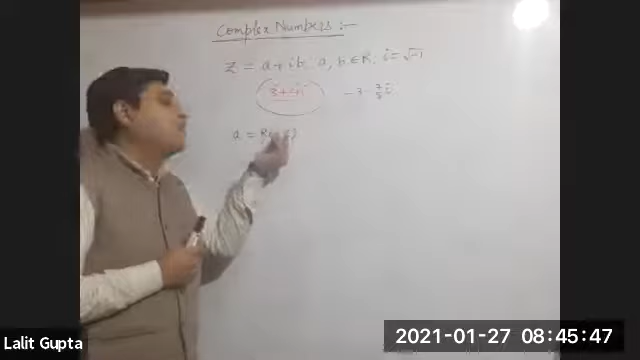 Complex Numbers :-
Z = a + ib a, b ∈ R, i = √-1
3+4i
a = Re
Lalit Gupta
2021-01-27 08:45:47